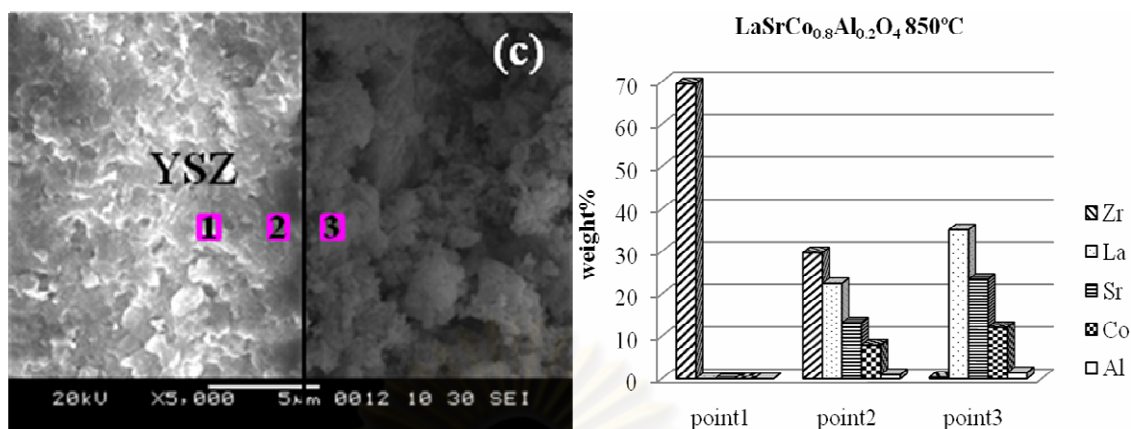 (c)
YSZ
1 2 3
20kV X5,000 5μm 0012 10 30 SEI
LaSrCo0.8Al0.2O4 850ºC
weight%
70
60
50
40
30
20
10
0
point1 point2 point3
Zr
La
Sr
Co
Al